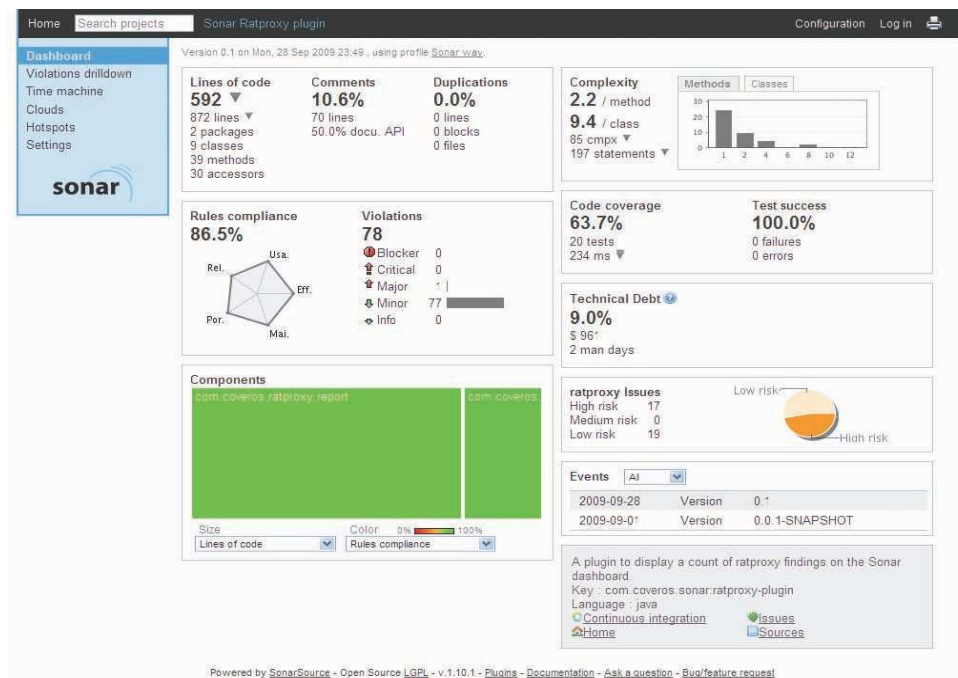 Home Search projects Sonar Ratproxy plugin Configuration Log in
Dashboard
Violations drilldown
Time machine
Clouds
Hotspots
Settings
sonar
Version 0.1 on Mon, 28 Sep 2009 23:49 , using profile Sonar way.
Lines of code Comments Duplications
592 10.6% 0.0%
872 lines 70 lines 0 lines
2 packages 50.0% docu. API 0 blocks
9 classes 0 files
39 methods
30 accessors
Complexity Methods Classes
2.2 / method
9.4 / class
85 cmpx
197 statements
30
20
10
0
1 2 4 6 8 10 12
Rules compliance Violations
86.5% 78
Blocker 0
Critical 0
Major 1
Minor 77
Info 0
Usa.
Rel.
Eff.
Por.
Mai.
Code coverage Test success
63.7% 100.0%
20 tests 0 failures
234 ms 0 errors
Technical Debt
9.0%
$ 961
2 man days
Components
com.coveros.ratproxy.report com.coveros.
Size Color 0% 100%
Lines of code Rules compliance
ratproxy Issues
High risk 17
Medium risk 0
Low risk 19
Low risk
High risk
Events All
2009-09-28 Version 0.1
2009-09-01 Version 0.0.1-SNAPSHOT
A plugin to display a count of ratproxy findings on the Sonar
dashboard.
Key : com.coveros.sonar:ratproxy-plugin
Language : java
Continuous integration Issues
Home Sources
Powered by SonarSource - Open Source LGPL - v.1.10.1 - Plugins - Documentation - Ask a question - Bug/feature request